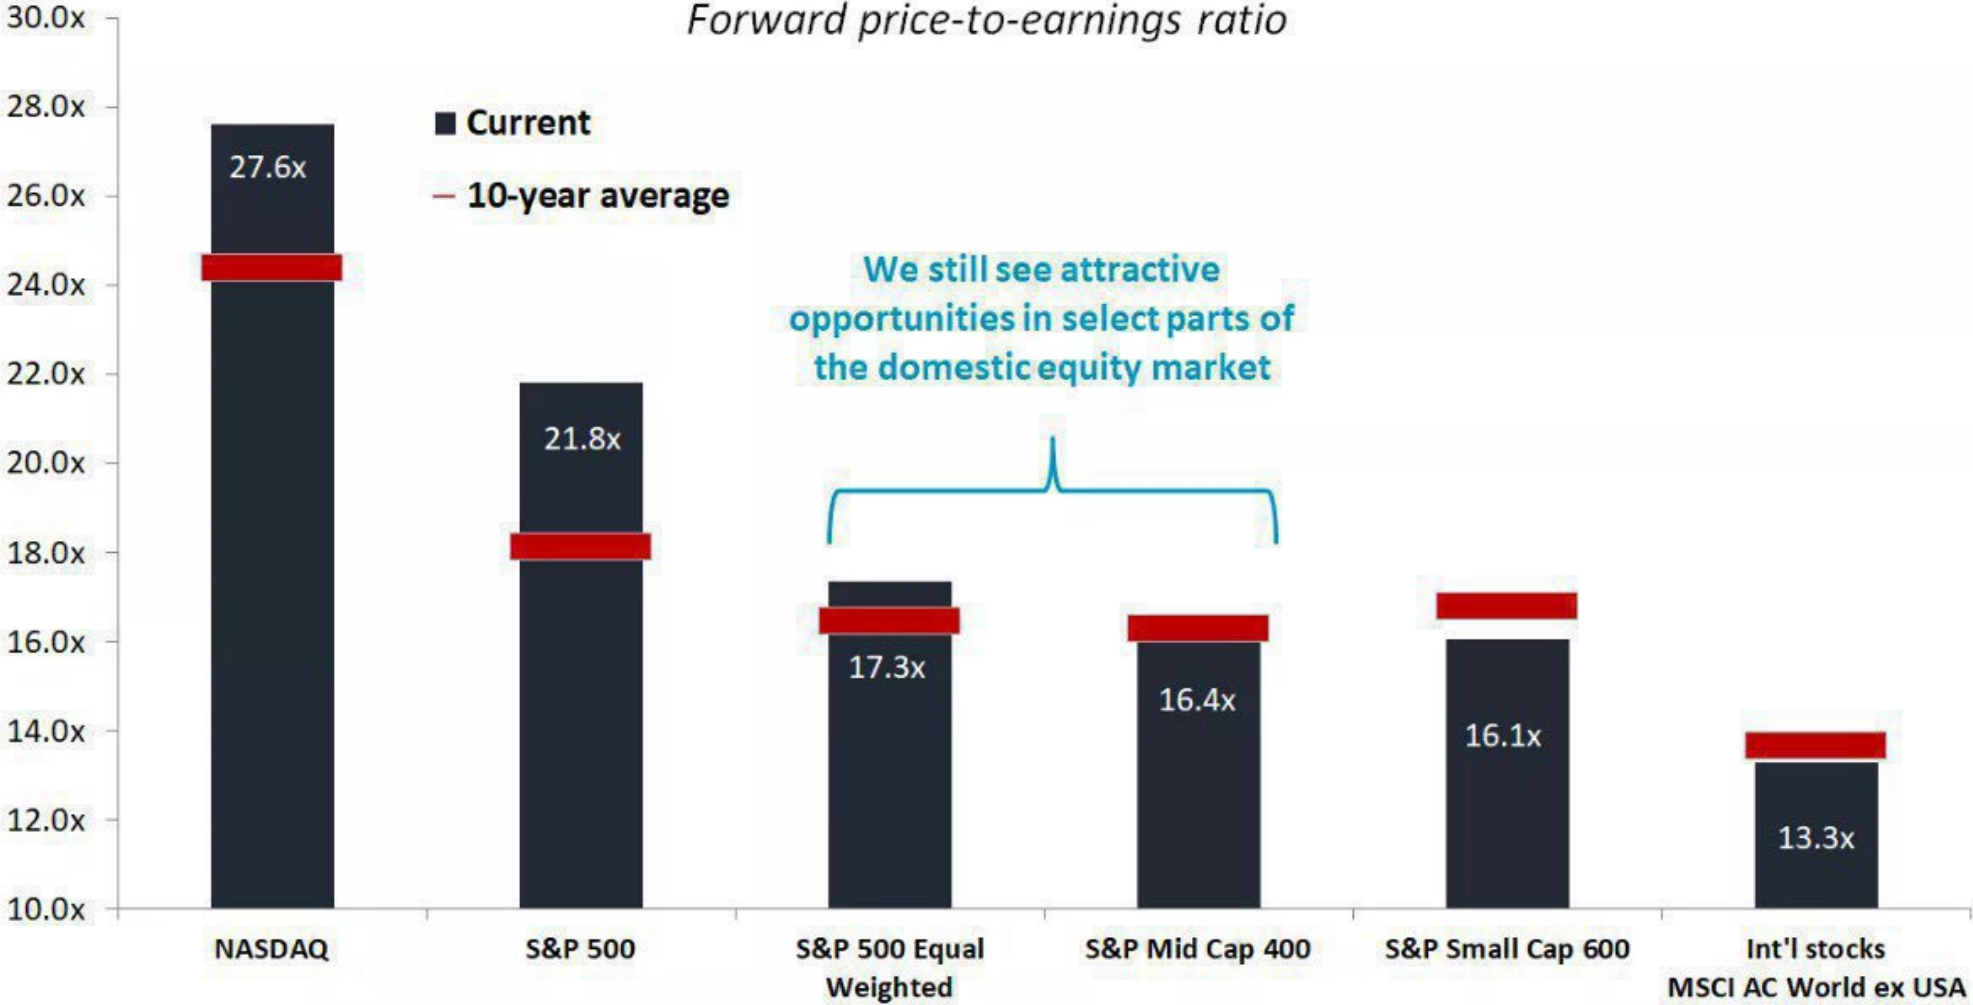 Forward price-to-earnings ratio
30.0x
28.0x
26.0x
24.0x
22.0x
20.0x
18.0x
16.0x
14.0x
12.0x
10.0x
Current
10-year average
We still see attractive
opportunities in select parts of
the domestic equity market
27.6x
21.8x
17.3x
16.4x
16.1x
13.3x
NASDAQ
S&P 500
S&P 500 Equal
Weighted
S&P Mid Cap 400
S&P Small Cap 600
Int'l stocks
MSCI AC World ex USA